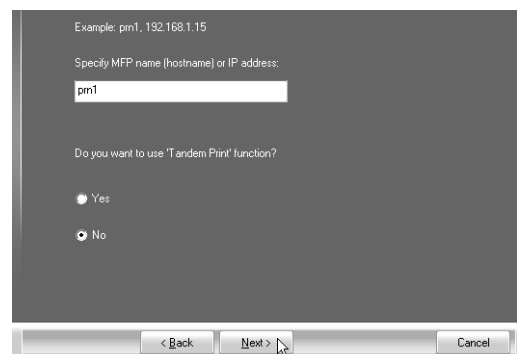 Example: prn1, 192.168.1.15
Specify MFP name (hostname) or IP address:
prn1
Do you want to use 'Tandem Print' function?
Yes
No
< Back Next > Cancel